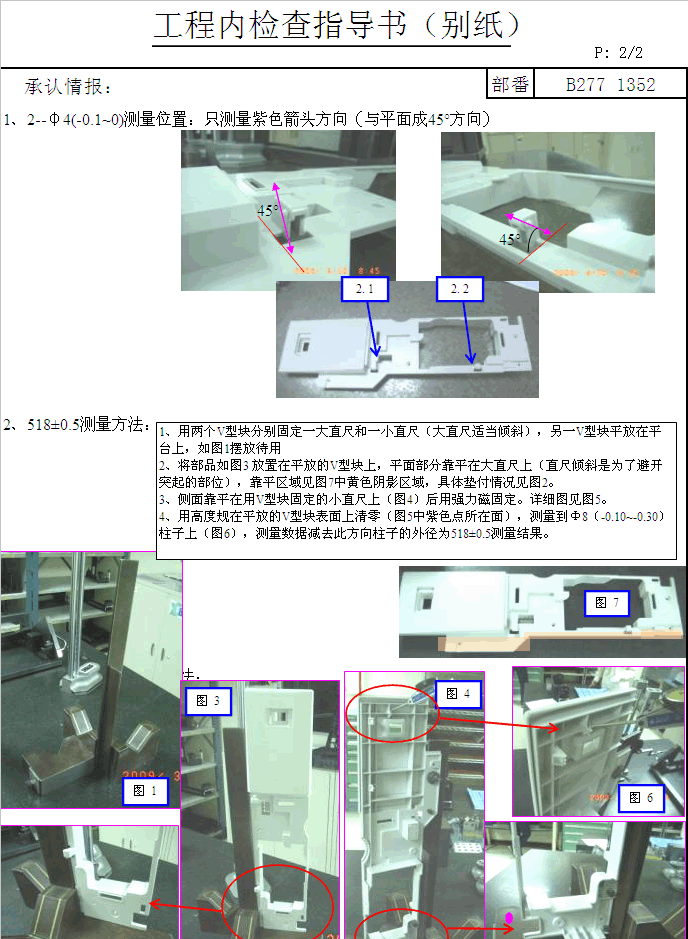 工程内检查指导书（别纸）
P: 2/2
承认情报：
部番
B277 1352
1、2--Φ4(-0.1~0)测量位置：只测量紫色箭头方向（与平面成45°方向）
45°
45°
2.1
2.2
2、518±0.5测量方法：
1、用两个V型块分别固定一大直尺和一小直尺（大直尺适当倾斜），另一V型块平放在平
台上，如图1摆放待用
2、将部品如图3放置在平放的V型块上，平面部分靠平在大直尺上（直尺倾斜是为了避开
突起的部位），靠平区域见图7中黄色阴影区域，具体垫付情况见图2。
3、侧面靠平在用V型块固定的小直尺上（图4）后用强力磁固定。详细图见图5。
4、用高度规在平放的V型块表面上清零（图5中紫色点所在面），测量到Φ8（-0.10~-0.30）
柱子上（图6），测量数据减去此方向柱子的外径为518±0.5测量结果。
图 7
图 3
图 4
图 1
图 6